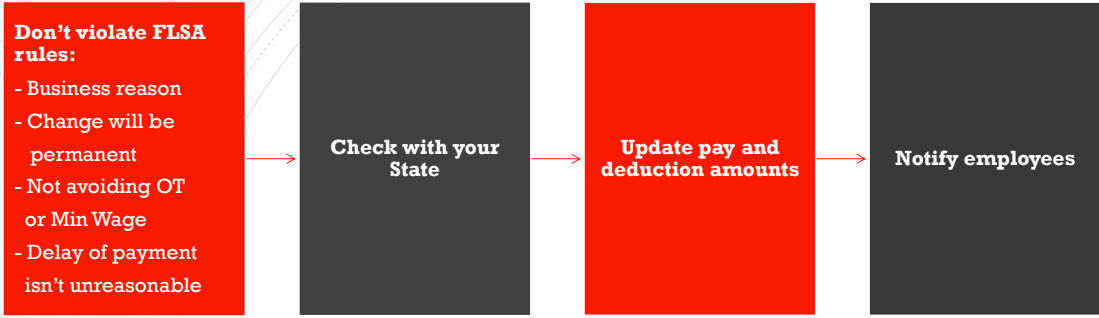 Don't violate FLSA
rules:
- Business reason
- Change will be
permanent
- Not avoiding OT
or Min Wage
- Delay of payment
isn't unreasonable
Check with your
State
Update pay and
deduction amounts
Notify employees